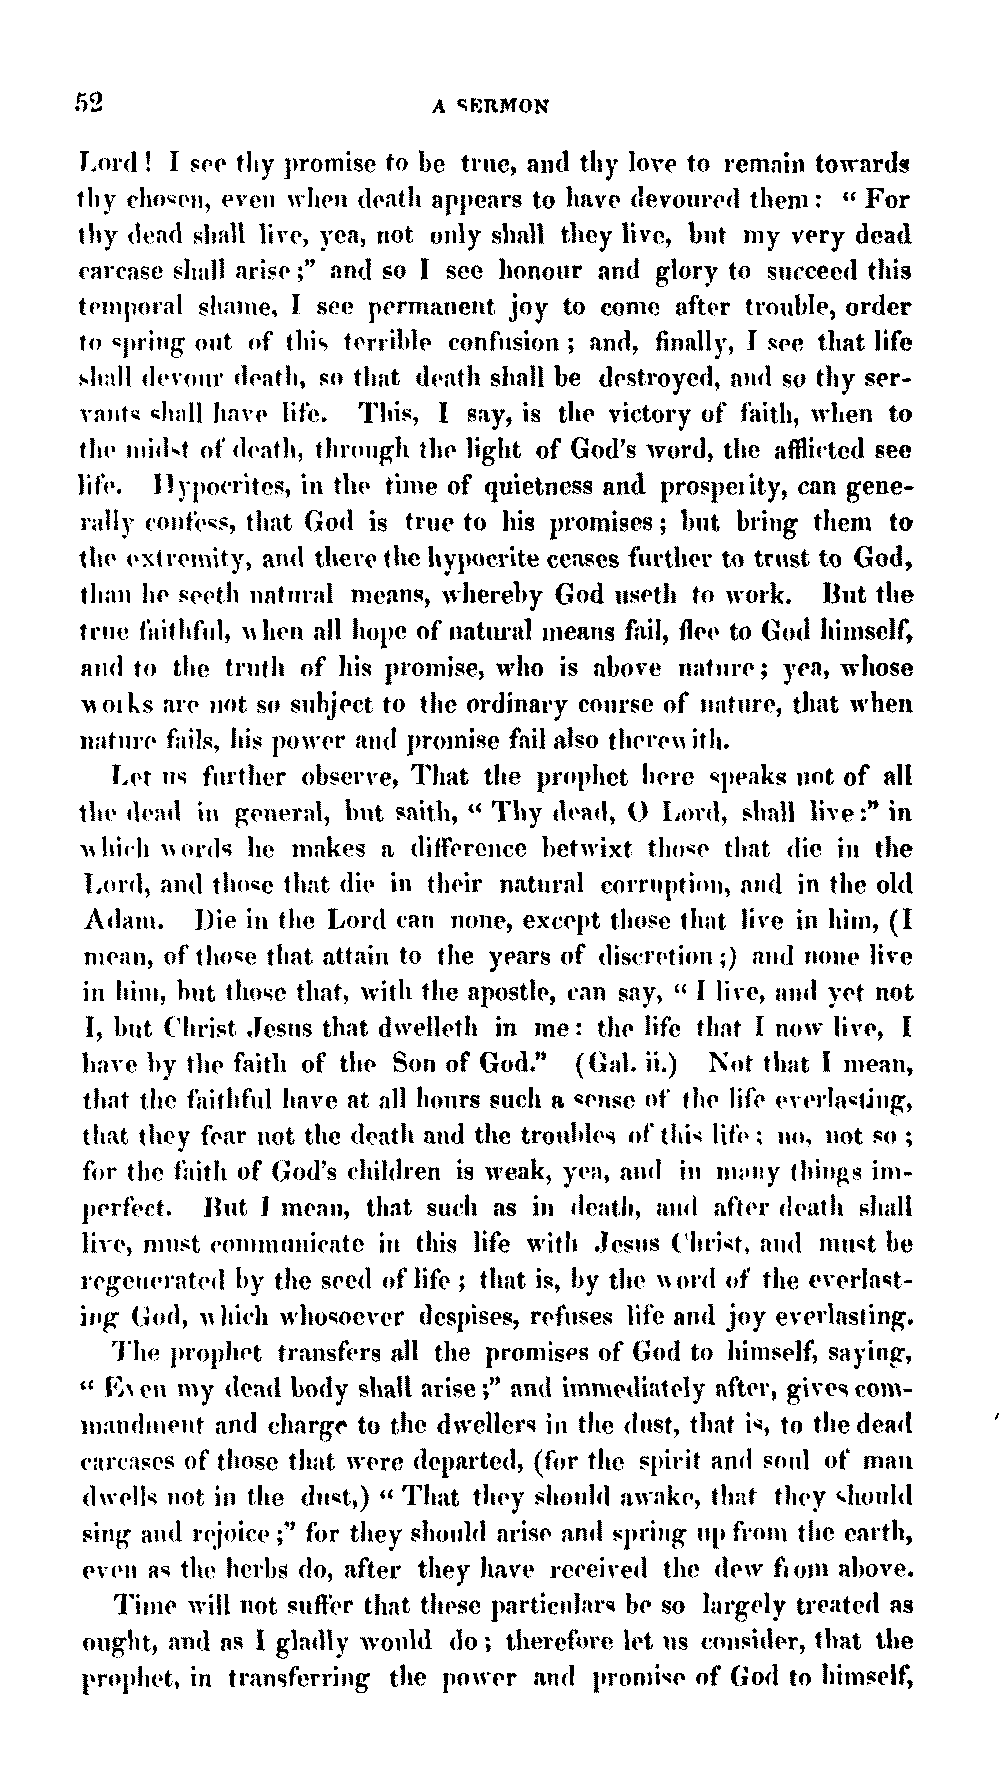 52 A SERMON
Lord! I see thy promise to be true, and thy love to remain towards
thy chosen, even when death appears to have devoured them: “ For
thy dead shall live, yea, not only shall they live, but my very dead
carcase shall arise;” and so I see honour and glory to succeed this
temporal shame, I see permanent joy to come after trouble, order
to spring out of this terrible confusion; and, finally, I see that life
shall devour death, so that death shall be destroyed, and so thy ser-
vants shall have life. This, I say, is the victory of faith, when to
the midst of death, through the light of God’s word, the afflicted see
life. Hypocrites, in the time of quietness and prosperity, can gene-
rally confess, that God is true to his promises; but bring them to
the extremity, and there the hypocrite ceases further to trust to God,
than he seeth natural means, whereby God useth to work. But the
true faithful, when all hope of natural means fail, flee to God himself,
and to the truth of his promise, who is above nature; yea, whose
works are not so subject to the ordinary course of nature, that when
nature fails, his power and promise fail also therewith.
Let us further observe, That the prophet here speaks not of all
the dead in general, but saith, “ Thy dead, O Lord, shall live:” in
which words he makes a difference betwixt those that die in the
Lord, and those that die in their natural corruption, and in the old
Adam. Die in the Lord can none, except those that live in him, (I
mean, of those that attain to the years of discretion;) and none live
in him, but those that, with the apostle, can say, “ I live, and yet not
I, but Christ Jesus that dwelleth in me: the life that I now live, I
have by the faith of the Son of God.” (Gal. ii.) Not that I mean,
that the faithful have at all hours such a sense of the life everlasting,
that they fear not the death and the troubles of this life; no, not so;
for the faith of God’s children is weak, yea, and in many things im-
perfect. But I mean, that such as in death, and after death shall
live, must communicate in this life with Jesus Christ, and must be
regenerated by the seed of life; that is, by the word of the everlast-
ing God, which whosoever despises, refuses life and joy everlasting.
The prophet transfers all the promises of God to himself, saying,
“ Even my dead body shall arise;” and immediately after, gives com-
mandment and charge to the dwellers in the dust, that is, to the dead
carcases of those that were departed, (for the spirit and soul of man
dwells not in the dust,) “ That they should awake, that they should
sing and rejoice;” for they should arise and spring up from the earth,
even as the herbs do, after they have received the dew from above.
Time will not suffer that these particulars be so largely treated as
ought, and as I gladly would do; therefore let us consider, that the
prophet, in transferring the power and promise of God to himself,